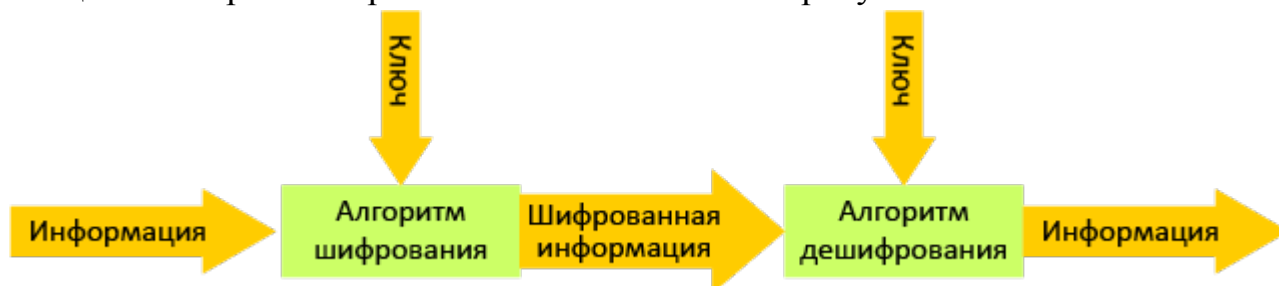 Ключ
Ключ
Информация
Алгоритм
шифрования
Шифрованная
информация
Алгоритм
дешифрования
Информация